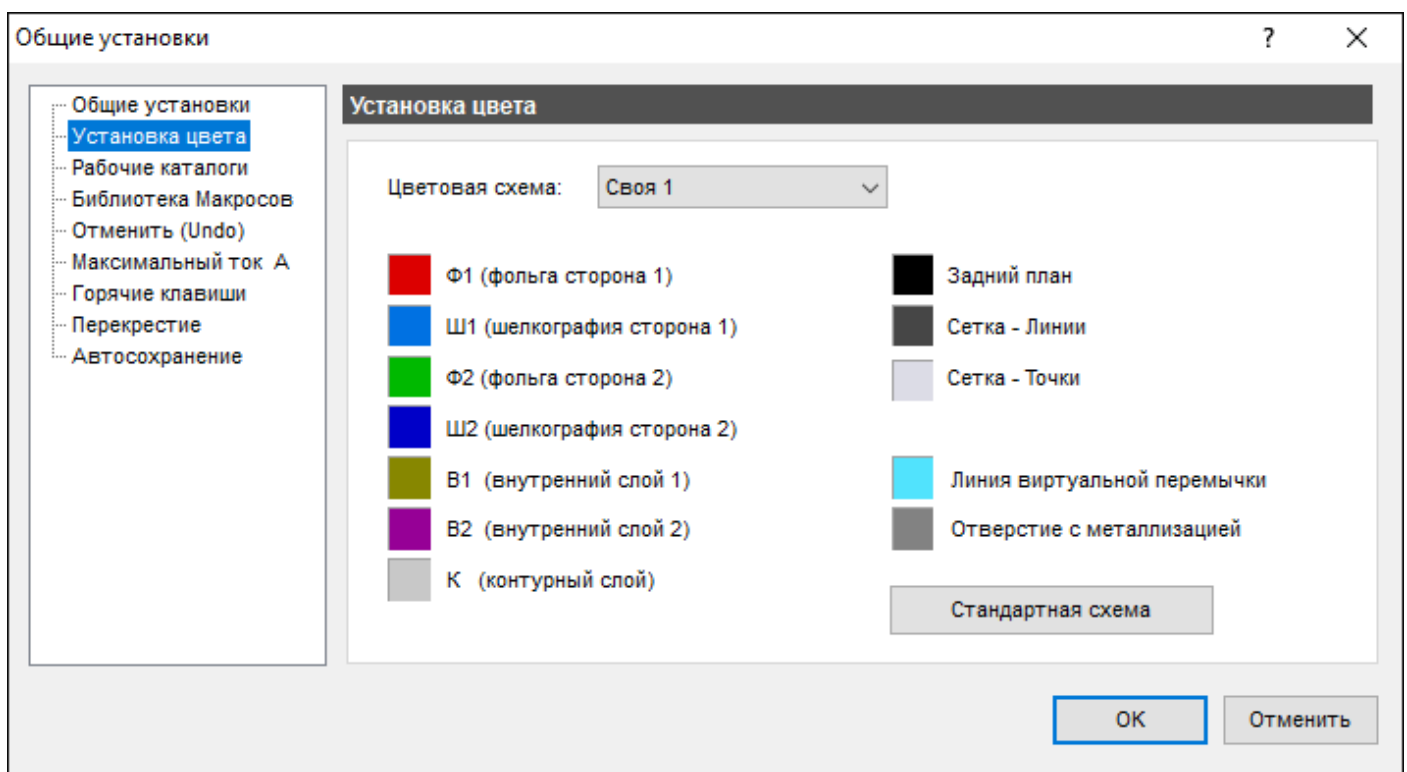 Общие установки
?
Общие установки
Установка цвета
Рабочие каталоги
Библиотека Макросов
Отменить (Undo)
Максимальный ток А
Горячие клавиши
Перекрестие
Автосохранение
Установка цвета
Цветовая схема: Своя 1
Ф1 (фольга сторона 1)
Ш1 (шелкография сторона 1)
Ф2 (фольга сторона 2)
Ш2 (шелкография сторона 2)
В1 (внутренний слой 1)
В2 (внутренний слой 2)
К (контурный слой)
Задний план
Сетка - Линии
Сетка - Точки
Линия виртуальной перемычки
Отверстие с металлизацией
Стандартная схема
OK
Отменить